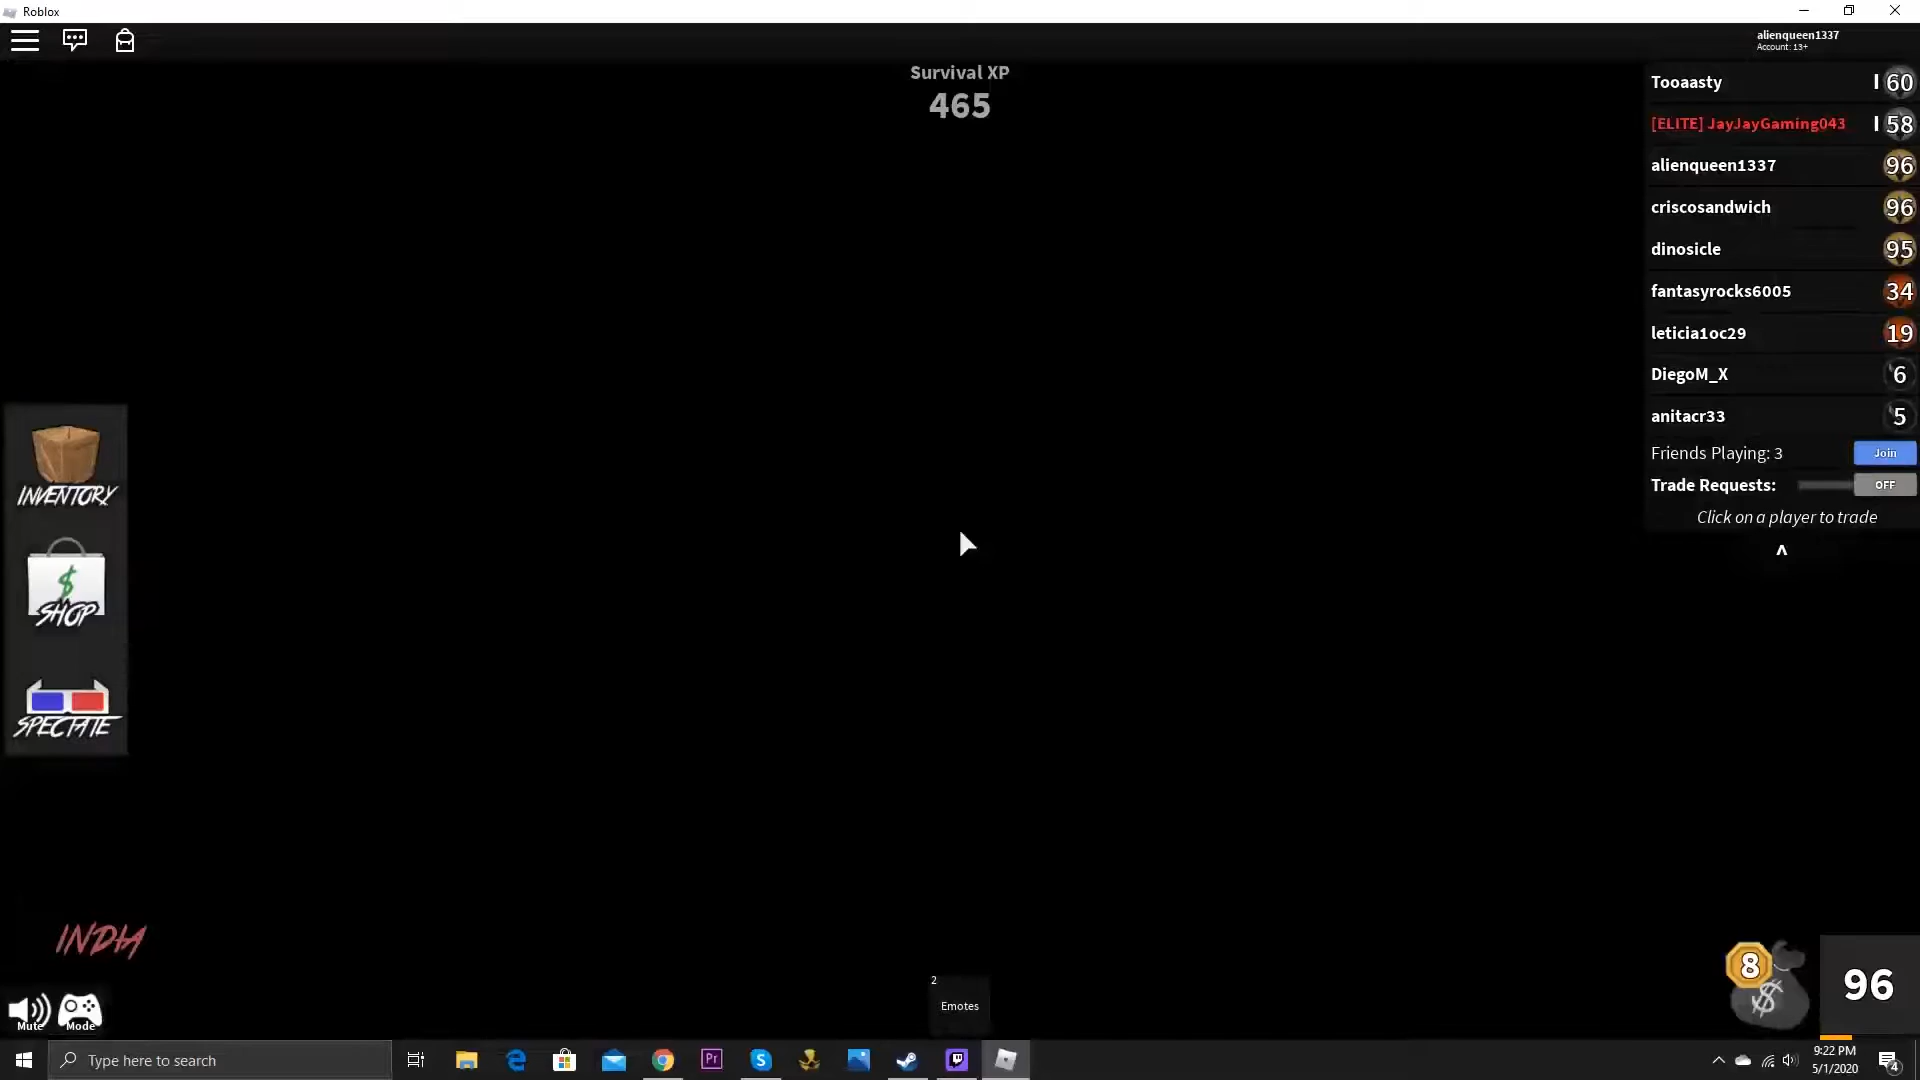 Roblox
alienqueen1337
Account: 13+
Survival XP
465
Tooaasty I 60
[ELITE] JayJayGaming043 I 58
alienqueen1337 96
criscosandwich 96
dinosicle 95
fantasyrocks6005 34
leticia1oc29 19
DiegoM_X 6
anitacr33 5
Friends Playing: 3 Join
Trade Requests: OFF
Click on a player to trade
^
INVENTORY
$
SHOP
SPECTATE
INDIA
Mute Mode
2
Emotes
8
$
96
Type here to search
Pr
S
9:22 PM
5/1/2020
4